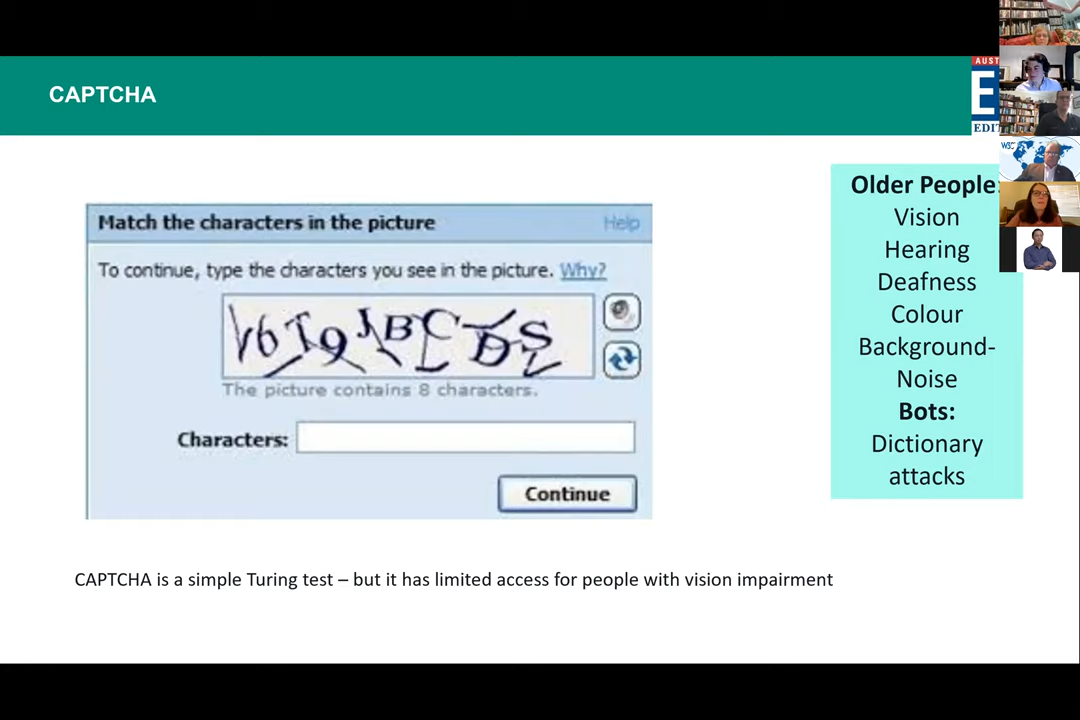 CAPTCHA
AUST
E
EDIT
Match the characters in the picture
Help
To continue, type the characters you see in the picture. Why?
The picture contains 8 characters.
Characters:
Continue
Older People:
Vision
Hearing
Deafness
Colour
Background-
Noise
Bots:
Dictionary
attacks
CAPTCHA is a simple Turing test – but it has limited access for people with vision impairment